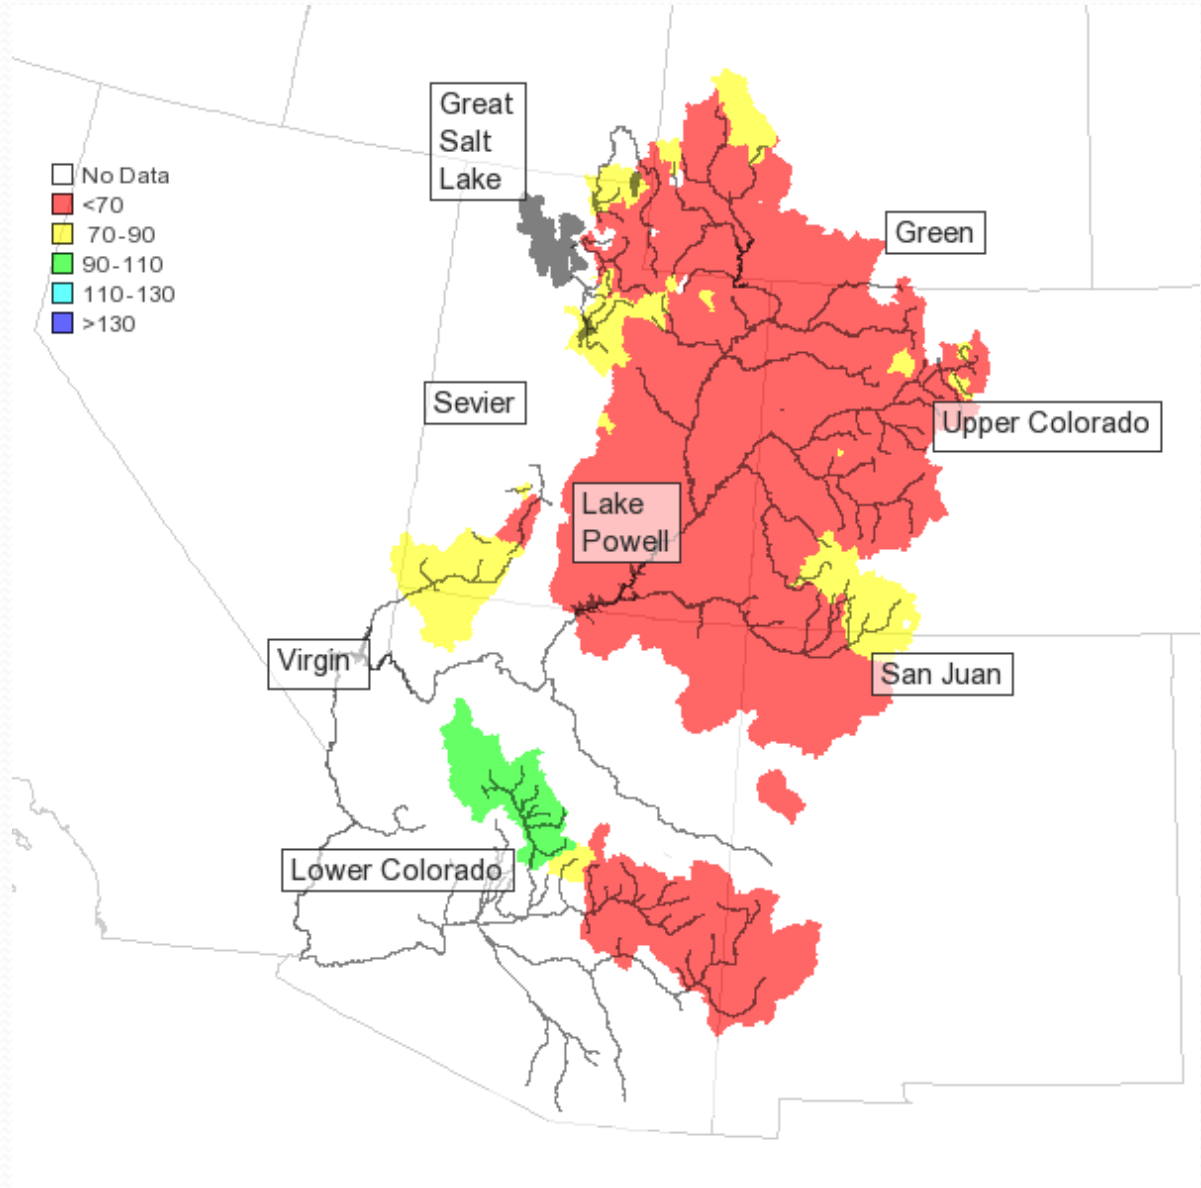 Great
Salt
Lake
No Data
<70
70-90
90-110
110-130
>130
Green
Sevier
Upper Colorado
Lake
Powell
Virgin
San Juan
Lower Colorado